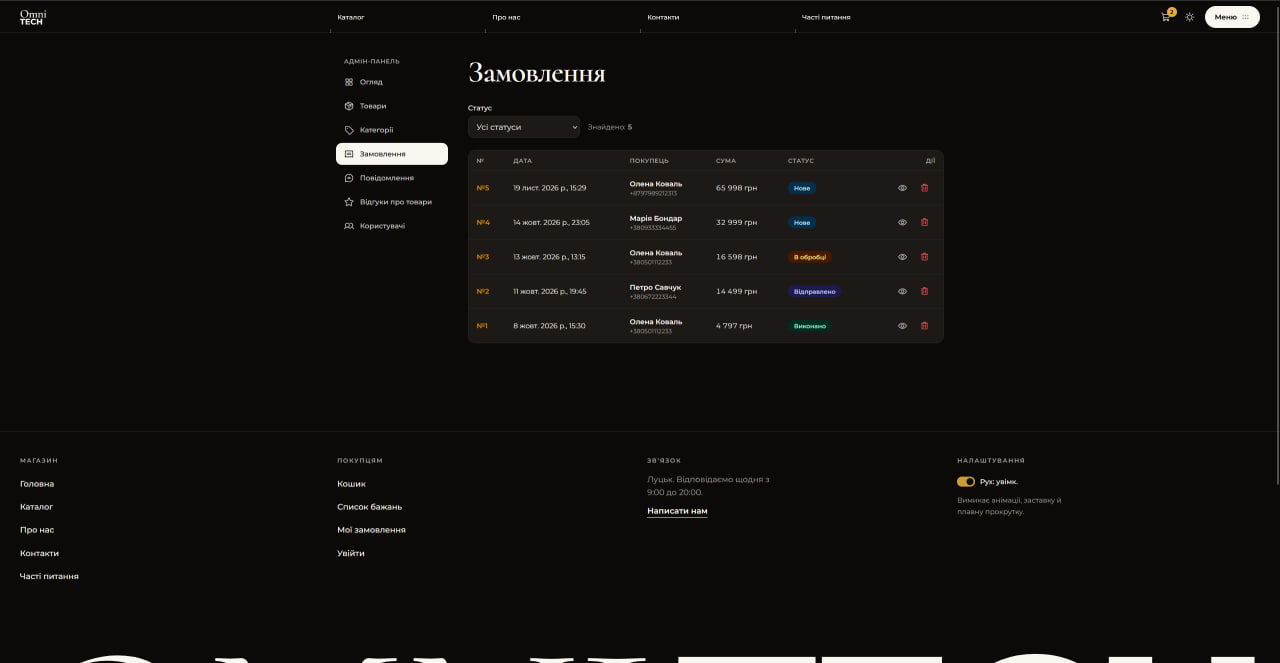 Omni
TECH
Каталог
Про нас
Контакти
Часті питання
2
Меню
АДМІН-ПАНЕЛЬ
Огляд
Товари
Категорії
Замовлення
Повідомлення
Відгуки про товари
Користувачі
Замовлення
Статус
Усі статуси
Знайдено: 5
№ ДАТА ПОКУПЕЦЬ СУМА СТАТУС ДІЇ
№5 19 лист. 2026 р., 15:29 Олена Коваль 65 998 грн Нове
+8797989212313
№4 14 жовт. 2026 р., 23:05 Марія Бондар 32 999 грн Нове
+380933334455
№3 13 жовт. 2026 р., 13:15 Олена Коваль 16 598 грн В обробці
+380501112233
№2 11 жовт. 2026 р., 19:45 Петро Савчук 14 499 грн Відправлено
+380672223344
№1 8 жовт. 2026 р., 15:30 Олена Коваль 4 797 грн Виконано
+380501112233
МАГАЗИН
Головна
Каталог
Про нас
Контакти
Часті питання
ПОКУПЦЯМ
Кошик
Список бажань
Мої замовлення
Увійти
ЗВ'ЯЗОК
Луцьк. Відповідаємо щодня з
9:00 до 20:00.
Написати нам
НАЛАШТУВАННЯ
Рух: увімк.
Вимикає анімації, заставку й
плавну прокрутку.